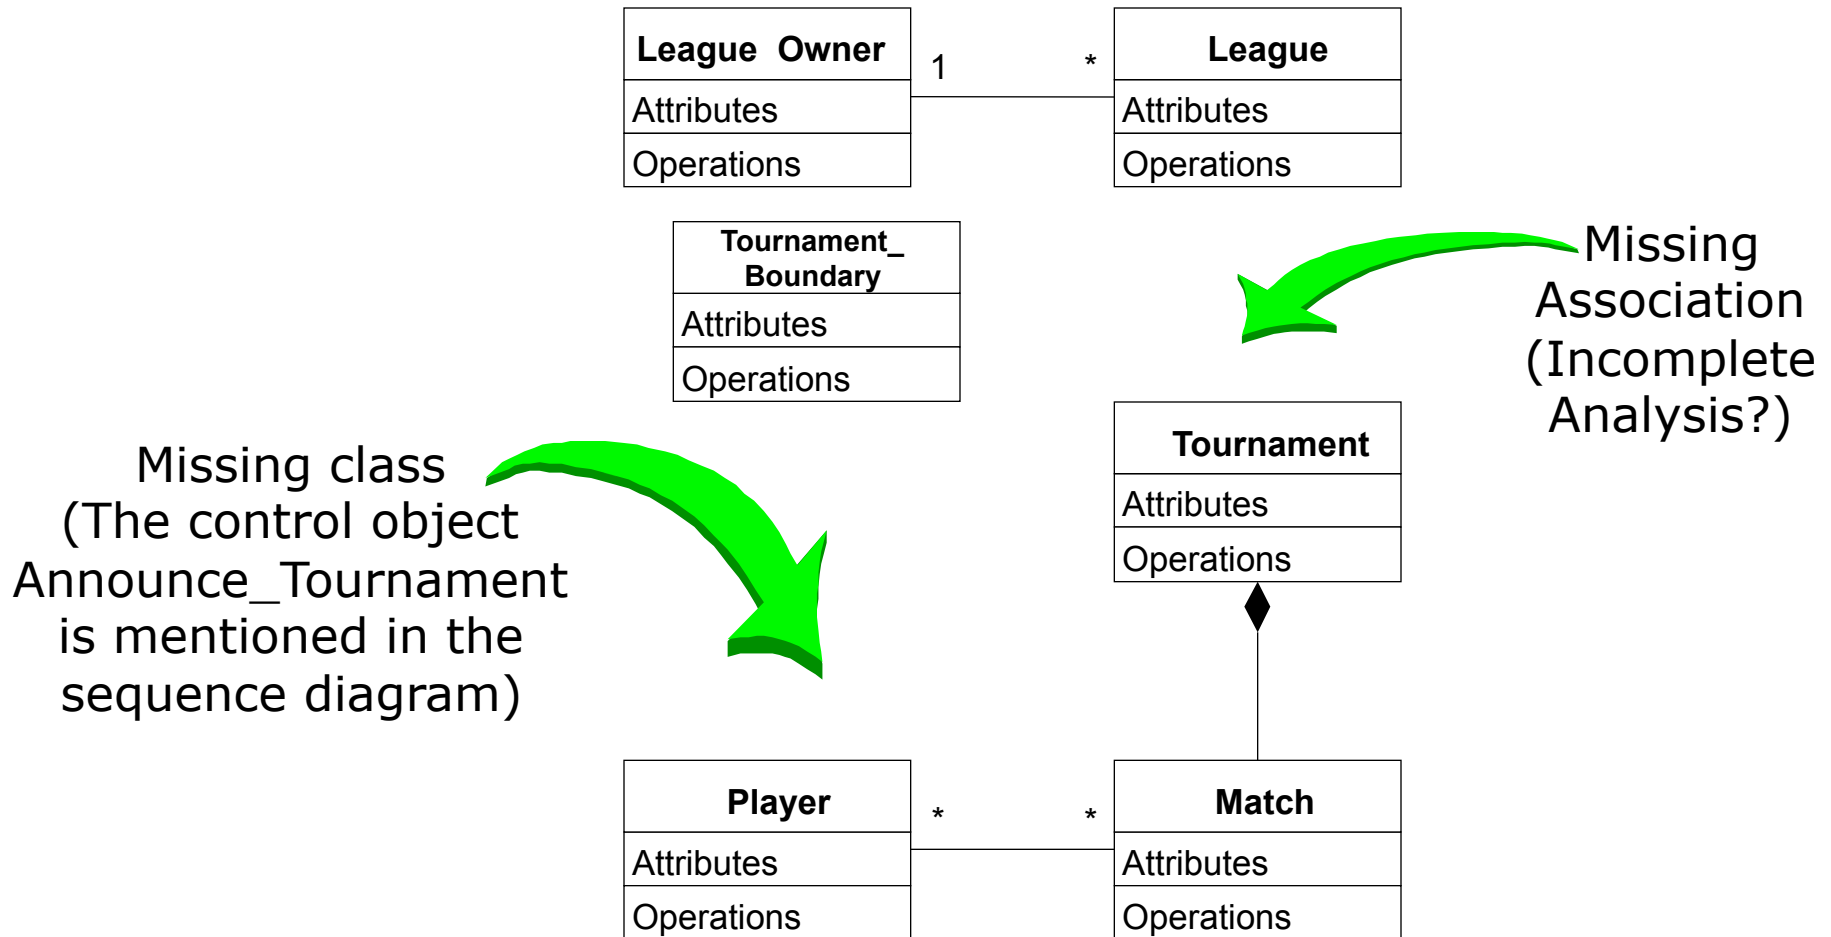 League Owner
Attributes
Operations
1
*
League
Attributes
Operations
Tournament_
Boundary
Attributes
Operations
Missing
Association
(Incomplete
Analysis?)
Missing class
(The control object
Announce_Tournament
is mentioned in the
sequence diagram)
Tournament
Attributes
Operations
Player
Attributes
Operations
*
*
Match
Attributes
Operations